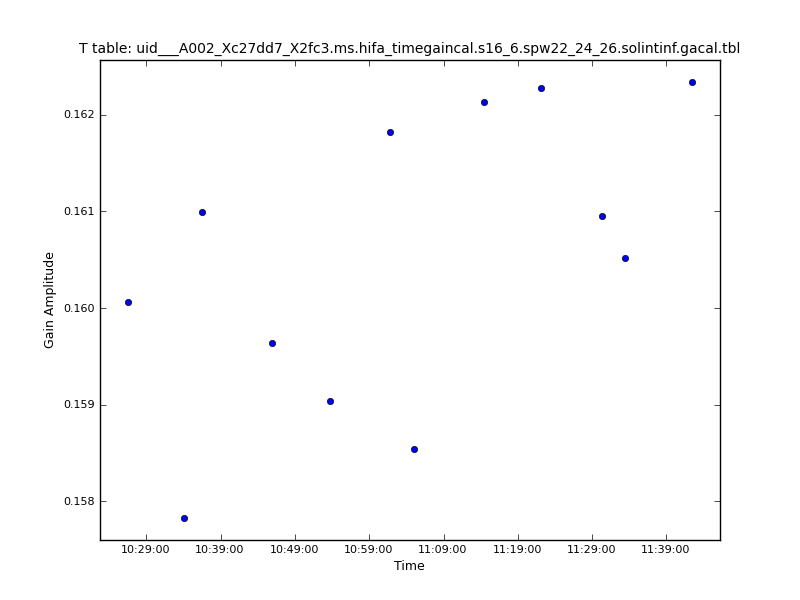 T table: uid___A002_Xc27dd7_X2fc3.ms.hifa_timegaincal.s16_6.spw22_24_26.solintinf.gacal.tbl
0.162
0.161
0.160
0.159
0.158
Gain Amplitude
10:29:00 10:39:00 10:49:00 10:59:00 11:09:00 11:19:00 11:29:00 11:39:00
Time